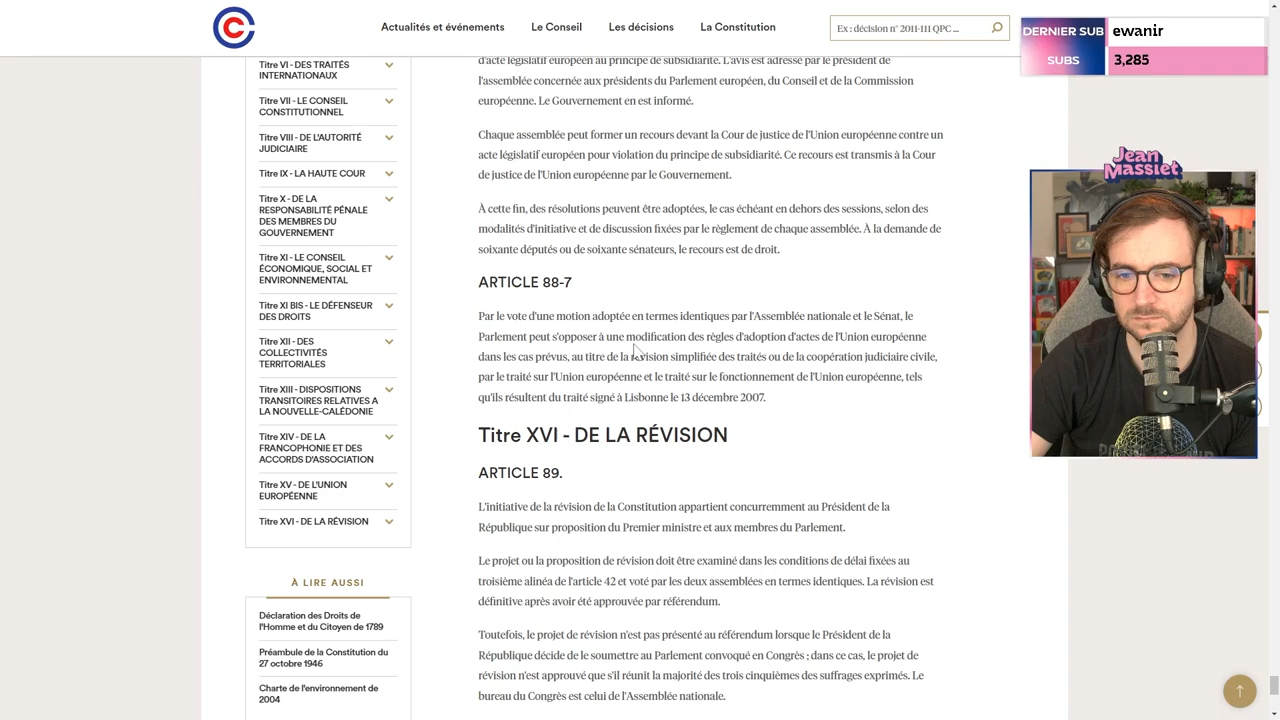 Actualités et événements
Le Conseil
Les décisions
La Constitution
Ex : décision n° 2011-111 QPC ...
DERNIER SUB
ewanir
SUBS
3,285
Jean
Massiet
Titre VI - DES TRAITÉS
INTERNATIONAUX
Titre VII - LE CONSEIL
CONSTITUTIONNEL
Titre VIII - DE L'AUTORITÉ
JUDICIAIRE
Titre IX - LA HAUTE COUR
Titre X - DE LA
RESPONSABILITÉ PÉNALE
DES MEMBRES DU
GOUVERNEMENT
Titre XI - LE CONSEIL
ÉCONOMIQUE, SOCIAL ET
ENVIRONNEMENTAL
Titre XI BIS - LE DÉFENSEUR
DES DROITS
Titre XII - DES
COLLECTIVITÉS
TERRITORIALES
Titre XIII - DISPOSITIONS
TRANSITOIRES RELATIVES A
LA NOUVELLE-CALÉDONIE
Titre XIV - DE LA
FRANCOPHONIE ET DES
ACCORDS D'ASSOCIATION
Titre XV - DE L'UNION
EUROPÉENNE
Titre XVI - DE LA RÉVISION
À LIRE AUSSI
Déclaration des Droits de
l'Homme et du Citoyen de 1789
Préambule de la Constitution du
27 octobre 1946
Charte de l'environnement de
2004
d'acte législatif européen au principe de subsidiarité. L'avis est adressé par le président de
l'assemblée concernée aux présidents du Parlement européen, du Conseil et de la Commission
européenne. Le Gouvernement en est informé.
Chaque assemblée peut former un recours devant la Cour de justice de l'Union européenne contre un
acte législatif européen pour violation du principe de subsidiarité. Ce recours est transmis à la Cour
de justice de l'Union européenne par le Gouvernement.
À cette fin, des résolutions peuvent être adoptées, le cas échéant en dehors des sessions, selon des
modalités d'initiative et de discussion fixées par le règlement de chaque assemblée. À la demande de
soixante députés ou de soixante sénateurs, le recours est de droit.
ARTICLE 88-7
Par le vote d'une motion adoptée en termes identiques par l'Assemblée nationale et le Sénat, le
Parlement peut s'opposer à une modification des règles d'adoption d'actes de l'Union européenne
dans les cas prévus, au titre de la révision simplifiée des traités ou de la coopération judiciaire civile,
par le traité sur l'Union européenne et le traité sur le fonctionnement de l'Union européenne, tels
qu'ils résultent du traité signé à Lisbonne le 13 décembre 2007.
Titre XVI - DE LA RÉVISION
ARTICLE 89.
L'initiative de la révision de la Constitution appartient concurremment au Président de la
République sur proposition du Premier ministre et aux membres du Parlement.
Le projet ou la proposition de révision doit être examiné dans les conditions de délai fixées au
troisième alinéa de l'article 42 et voté par les deux assemblées en termes identiques. La révision est
définitive après avoir été approuvée par référendum.
Toutefois, le projet de révision n'est pas présenté au référendum lorsque le Président de la
République décide de le soumettre au Parlement convoqué en Congrès ; dans ce cas, le projet de
révision n'est approuvé que s'il réunit la majorité des trois cinquièmes des suffrages exprimés. Le
bureau du Congrès est celui de l'Assemblée nationale.